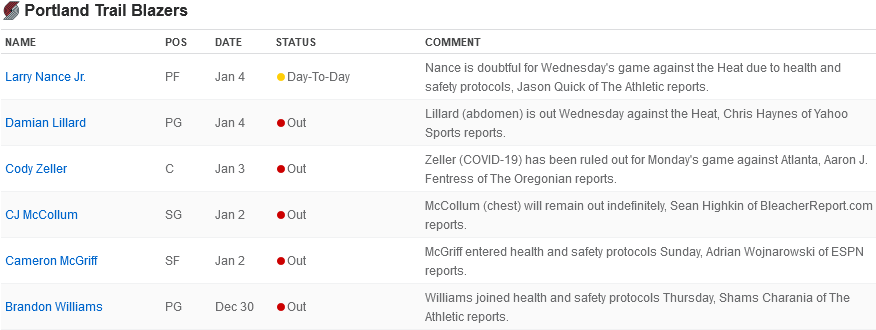 Portland Trail Blazers
NAME POS DATE STATUS COMMENT
Larry Nance Jr. PF Jan 4 Day-To-Day Nance is doubtful for Wednesday's game against the Heat due to health and
safety protocols, Jason Quick of The Athletic reports.
Damian Lillard PG Jan 4 Out Lillard (abdomen) is out Wednesday against the Heat, Chris Haynes of Yahoo
Sports reports.
Cody Zeller C Jan 3 Out Zeller (COVID-19) has been ruled out for Monday's game against Atlanta, Aaron J.
Fentress of The Oregonian reports.
CJ McCollum SG Jan 2 Out McCollum (chest) will remain out indefinitely, Sean Highkin of BleacherReport.com
reports.
Cameron McGriff SF Jan 2 Out McGriff entered health and safety protocols Sunday, Adrian Wojnarowski of ESPN
reports.
Brandon Williams PG Dec 30 Out Williams joined health and safety protocols Thursday, Shams Charania of The
Athletic reports.